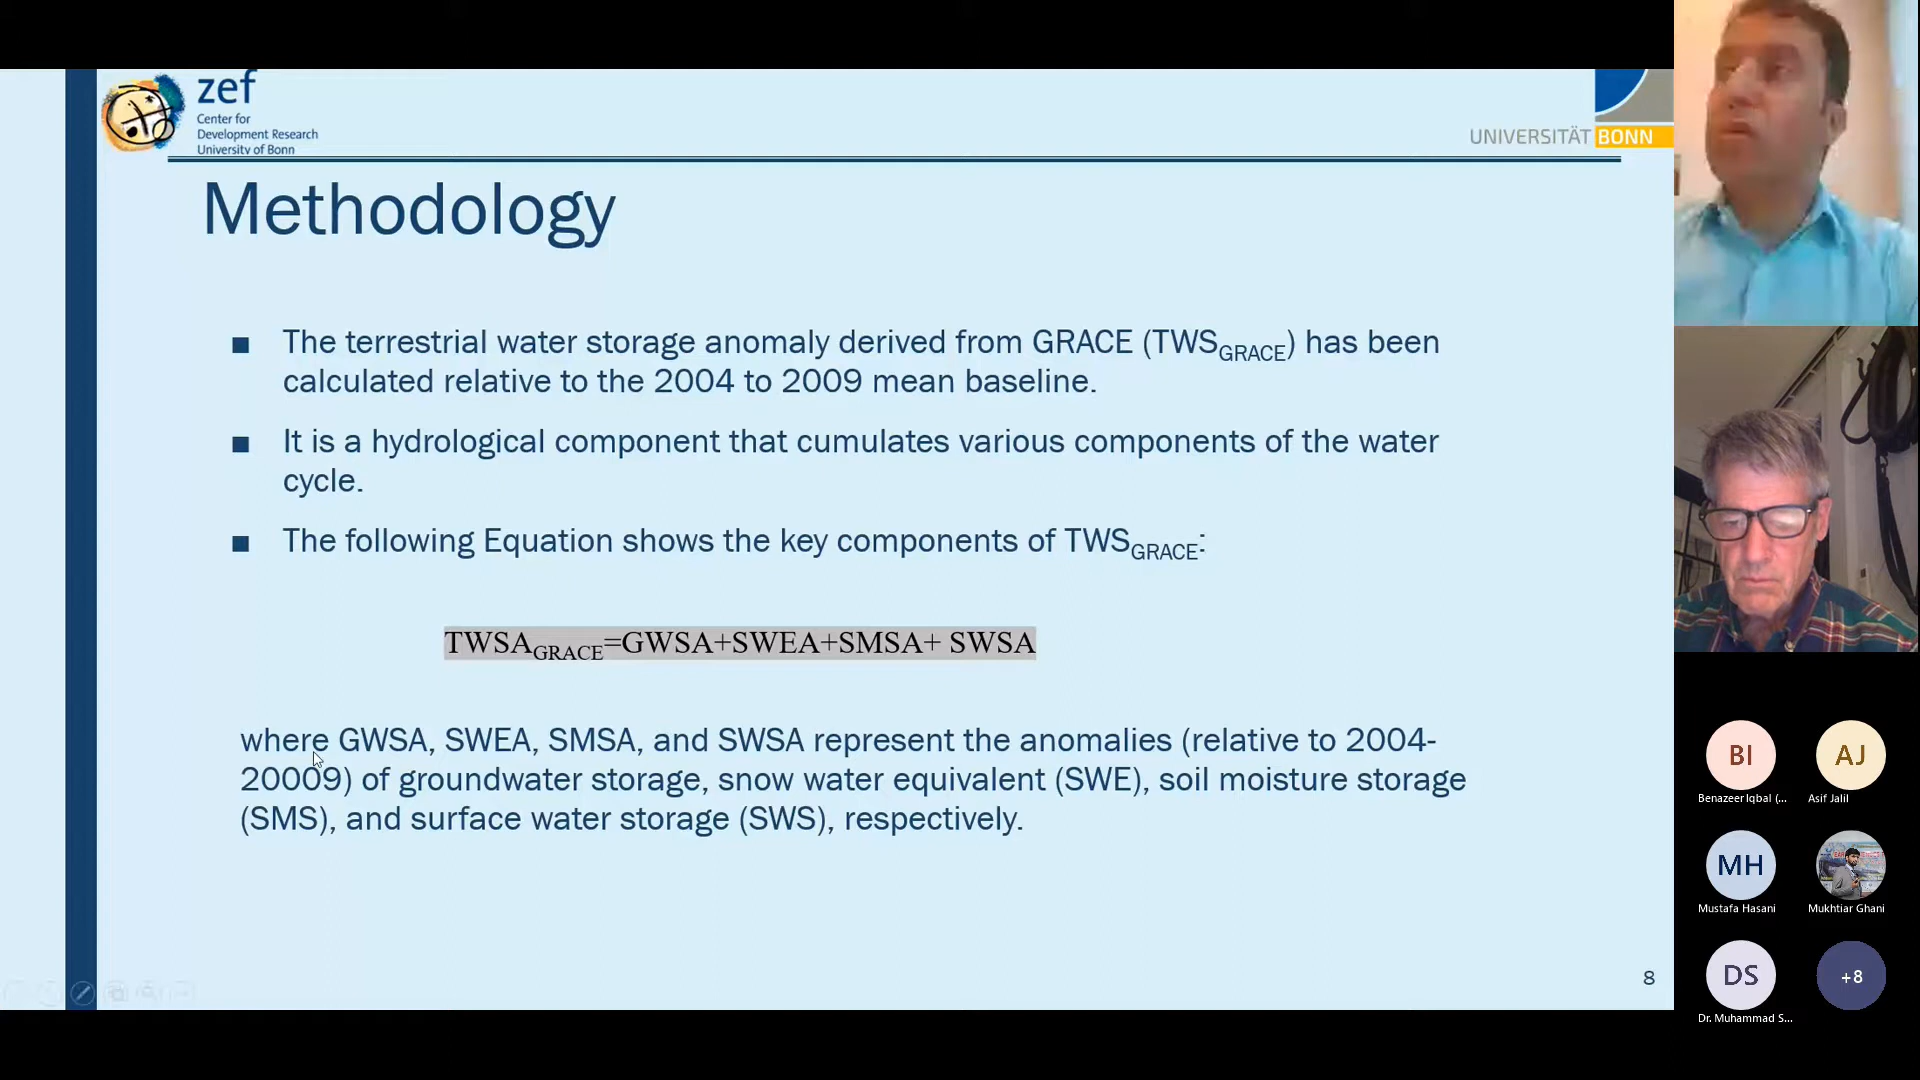 zef
Center for
Development Research
University of Bonn
UNIVERSITÄT BONN
Methodology
■ The terrestrial water storage anomaly derived from GRACE (TWSGRACE) has been
calculated relative to the 2004 to 2009 mean baseline.
■ It is a hydrological component that cumulates various components of the water
cycle.
■ The following Equation shows the key components of TWSGRACE:
TWSAGRACE=GWSA+SWEA+SMSA+ SWSA
where GWSA, SWEA, SMSA, and SWSA represent the anomalies (relative to 2004-
20009) of groundwater storage, snow water equivalent (SWE), soil moisture storage
(SMS), and surface water storage (SWS), respectively.
8
BI
Benazeer Iqbal (...
AJ
Asif Jalil
MH
Mustafa Hasani
Mukhtiar Ghani
DS
Dr. Muhammad S...
+8